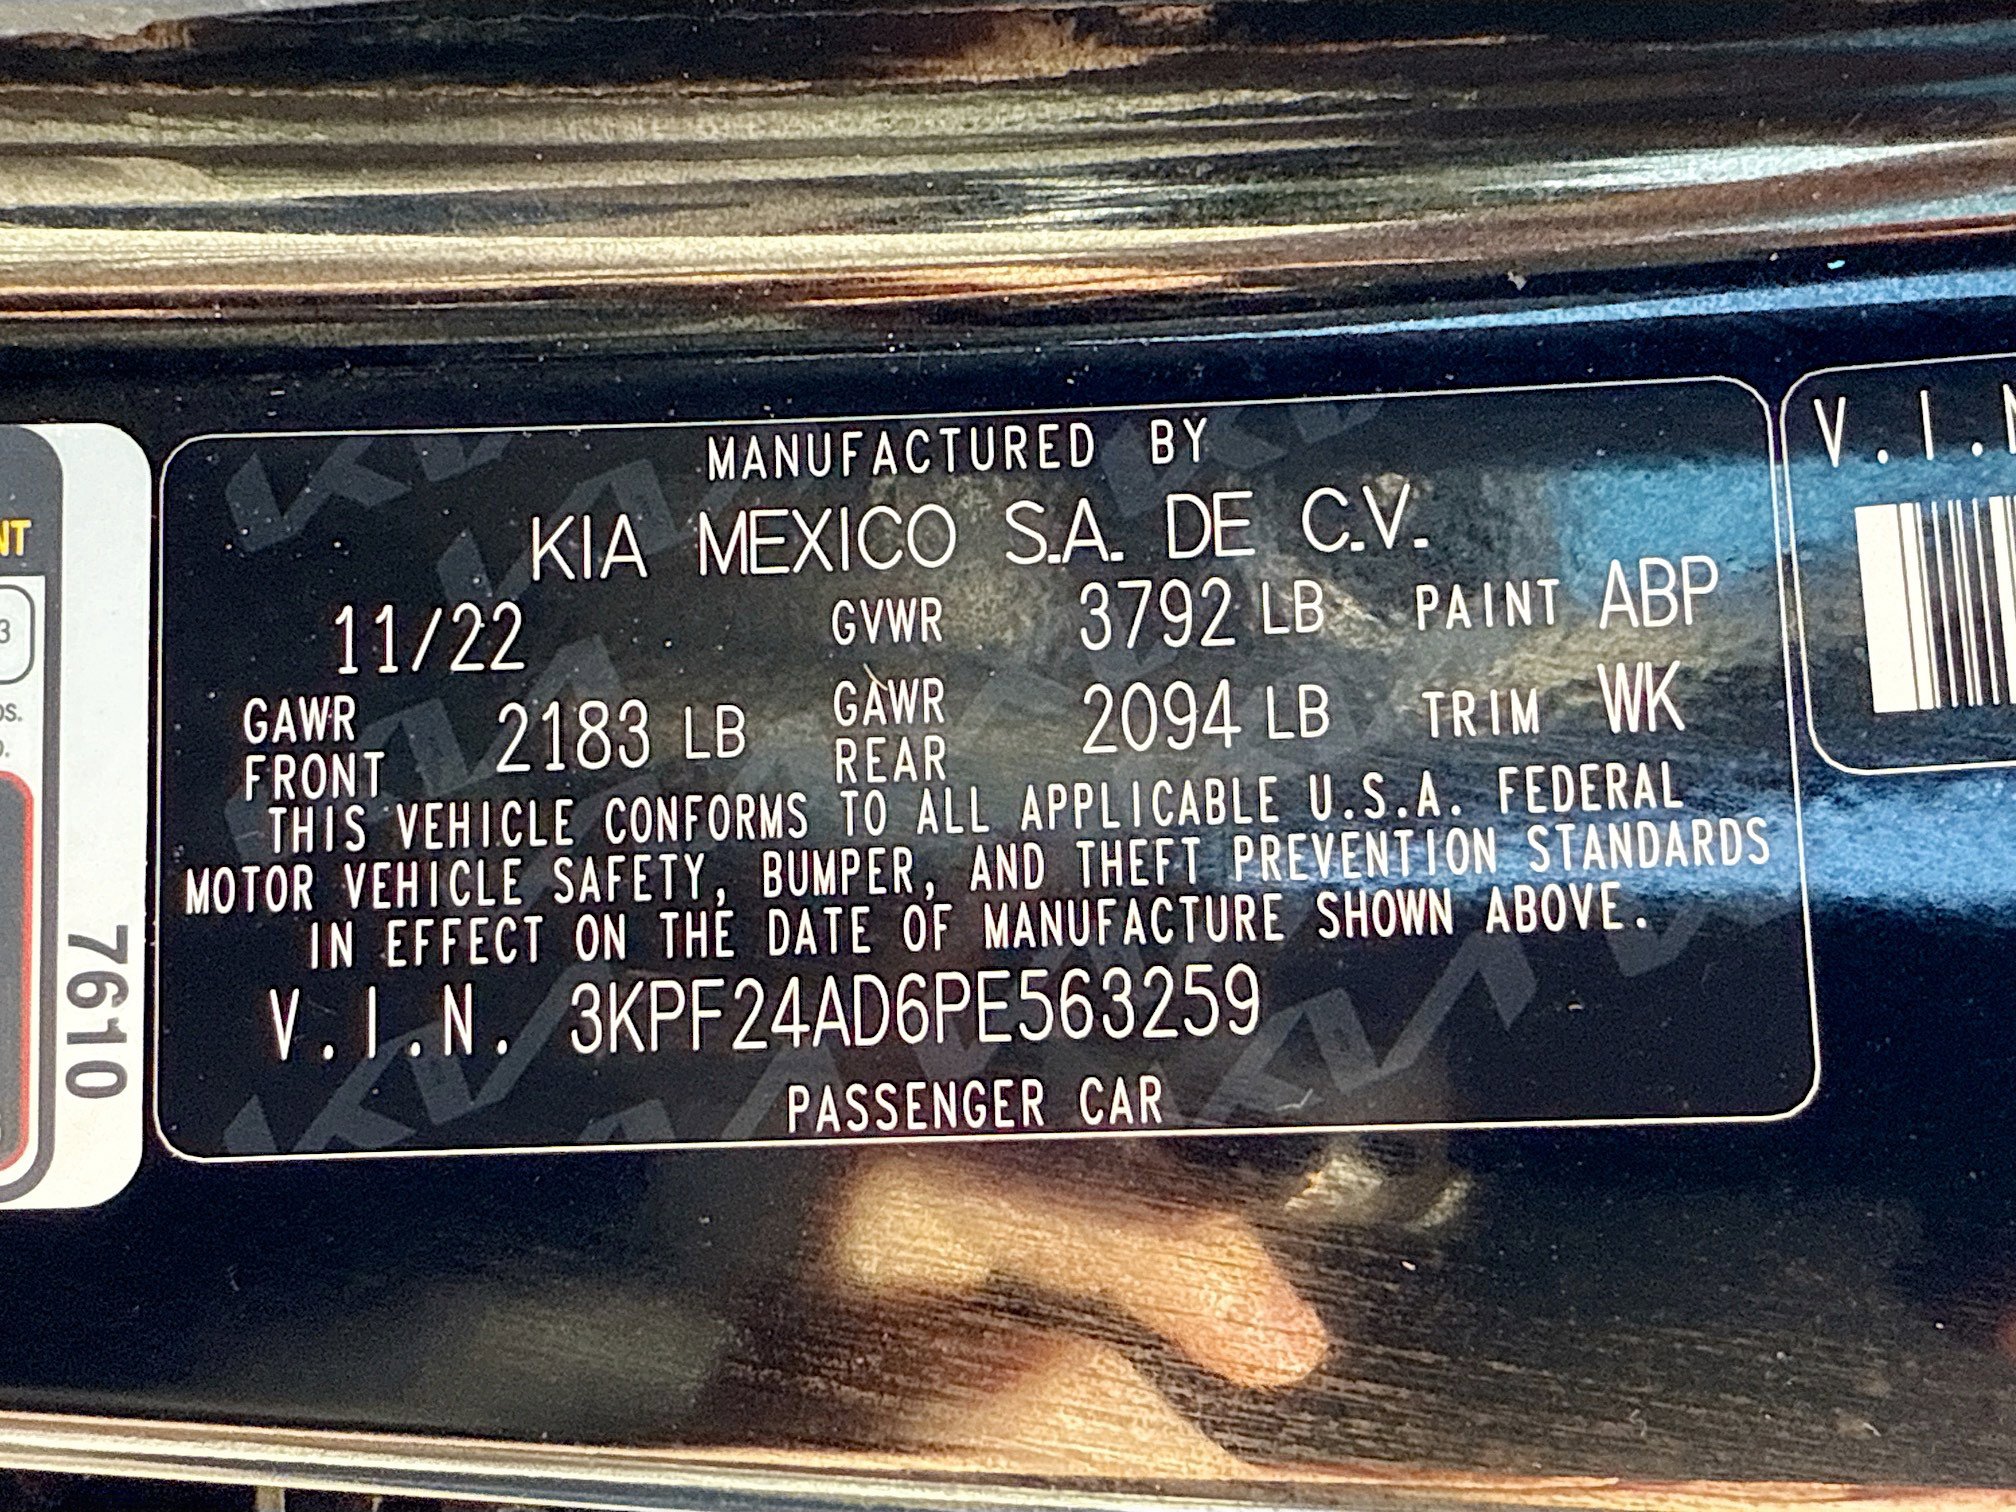 MANUFACTURED BY
KIA MEXICO S.A. DE C.V.
11/22 GVWR 3792 LB PAINT ABP
GAWR FRONT 2183 LB GAWR REAR 2094 LB TRIM WK
THIS VEHICLE CONFORMS TO ALL APPLICABLE U.S.A. FEDERAL
MOTOR VEHICLE SAFETY, BUMPER, AND THEFT PREVENTION STANDARDS
IN EFFECT ON THE DATE OF MANUFACTURE SHOWN ABOVE.
V.I.N. 3KPF24AD6PE563259
PASSENGER CAR
7610
V.I.N
NT
3